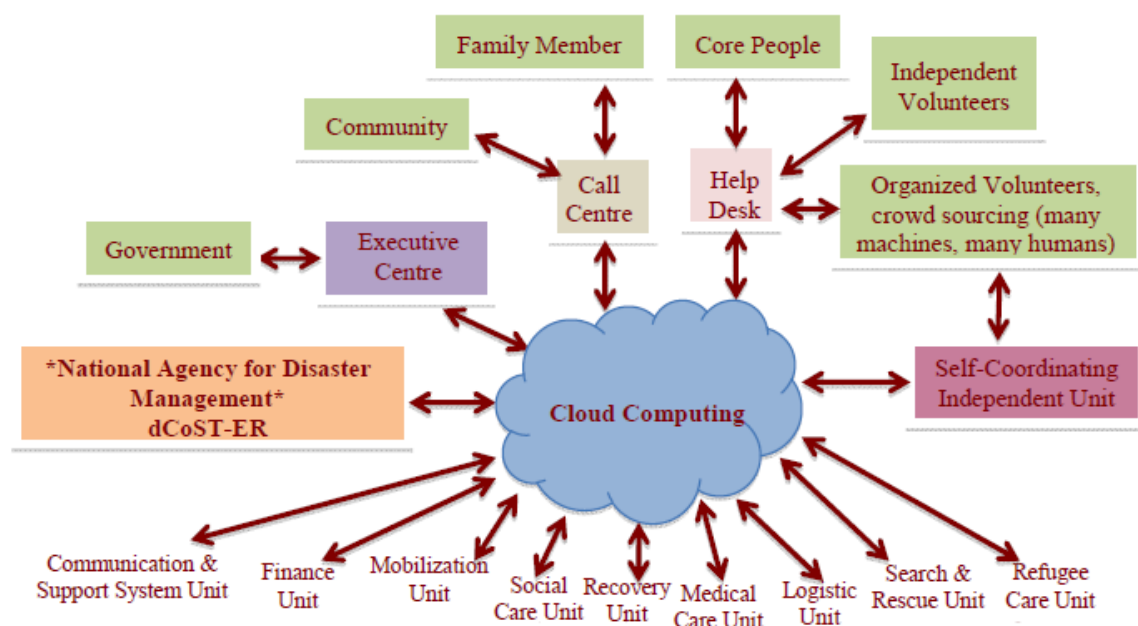 Family Member
Core People
Independent
Volunteers
Community
Call
Centre
Help
Desk
Organized Volunteers,
crowd sourcing (many
machines, many humans)
Government
Executive
Centre
*National Agency for Disaster
Management*
dCoST-ER
Cloud Computing
Self-Coordinating
Independent Unit
Communication &
Support System Unit
Finance
Unit
Mobilization
Unit
Social
Care Unit
Recovery
Unit
Medical
Care Unit
Logistic
Unit
Search &
Rescue Unit
Refugee
Care Unit